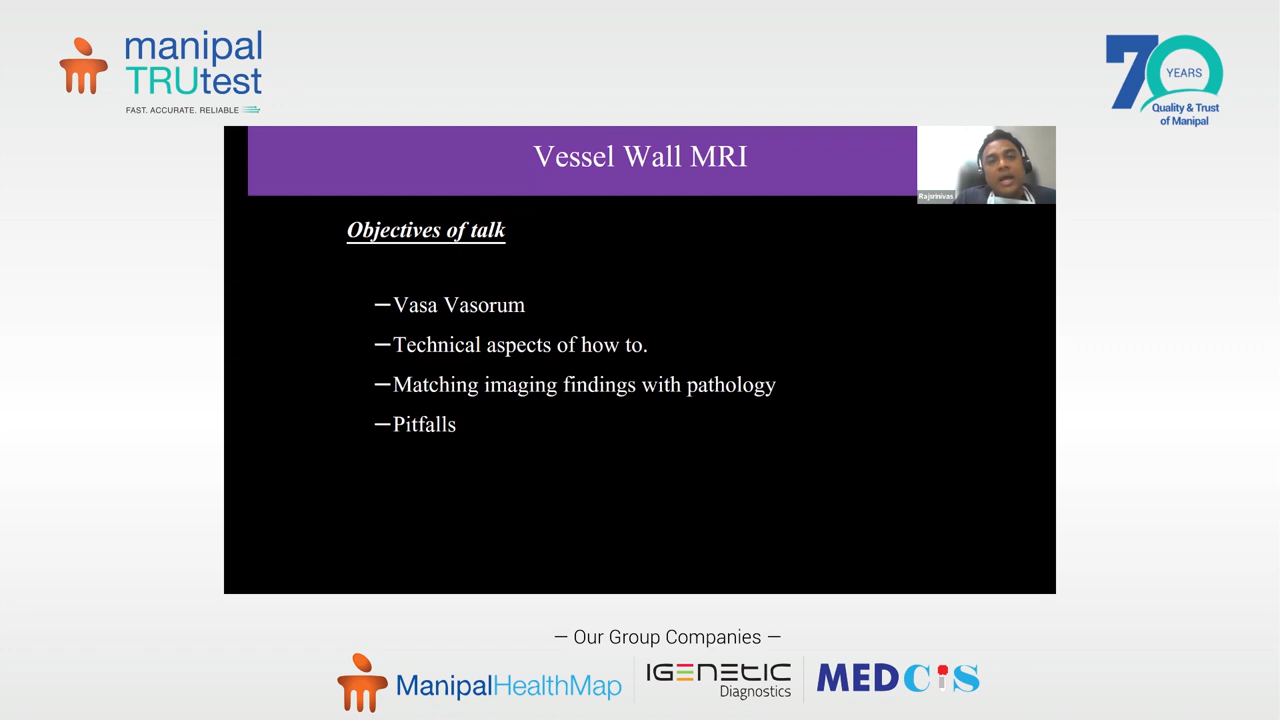 manipal
TRUtest
FAST. ACCURATE. RELIABLE
70
YEARS
Quality & Trust
of Manipal
Vessel Wall MRI
Rajsrinivas
Objectives of talk
–Vasa Vasorum
–Technical aspects of how to.
–Matching imaging findings with pathology
–Pitfalls
– Our Group Companies –
ManipalHealthMap
IGENETIC
Diagnostics
MEDCiS